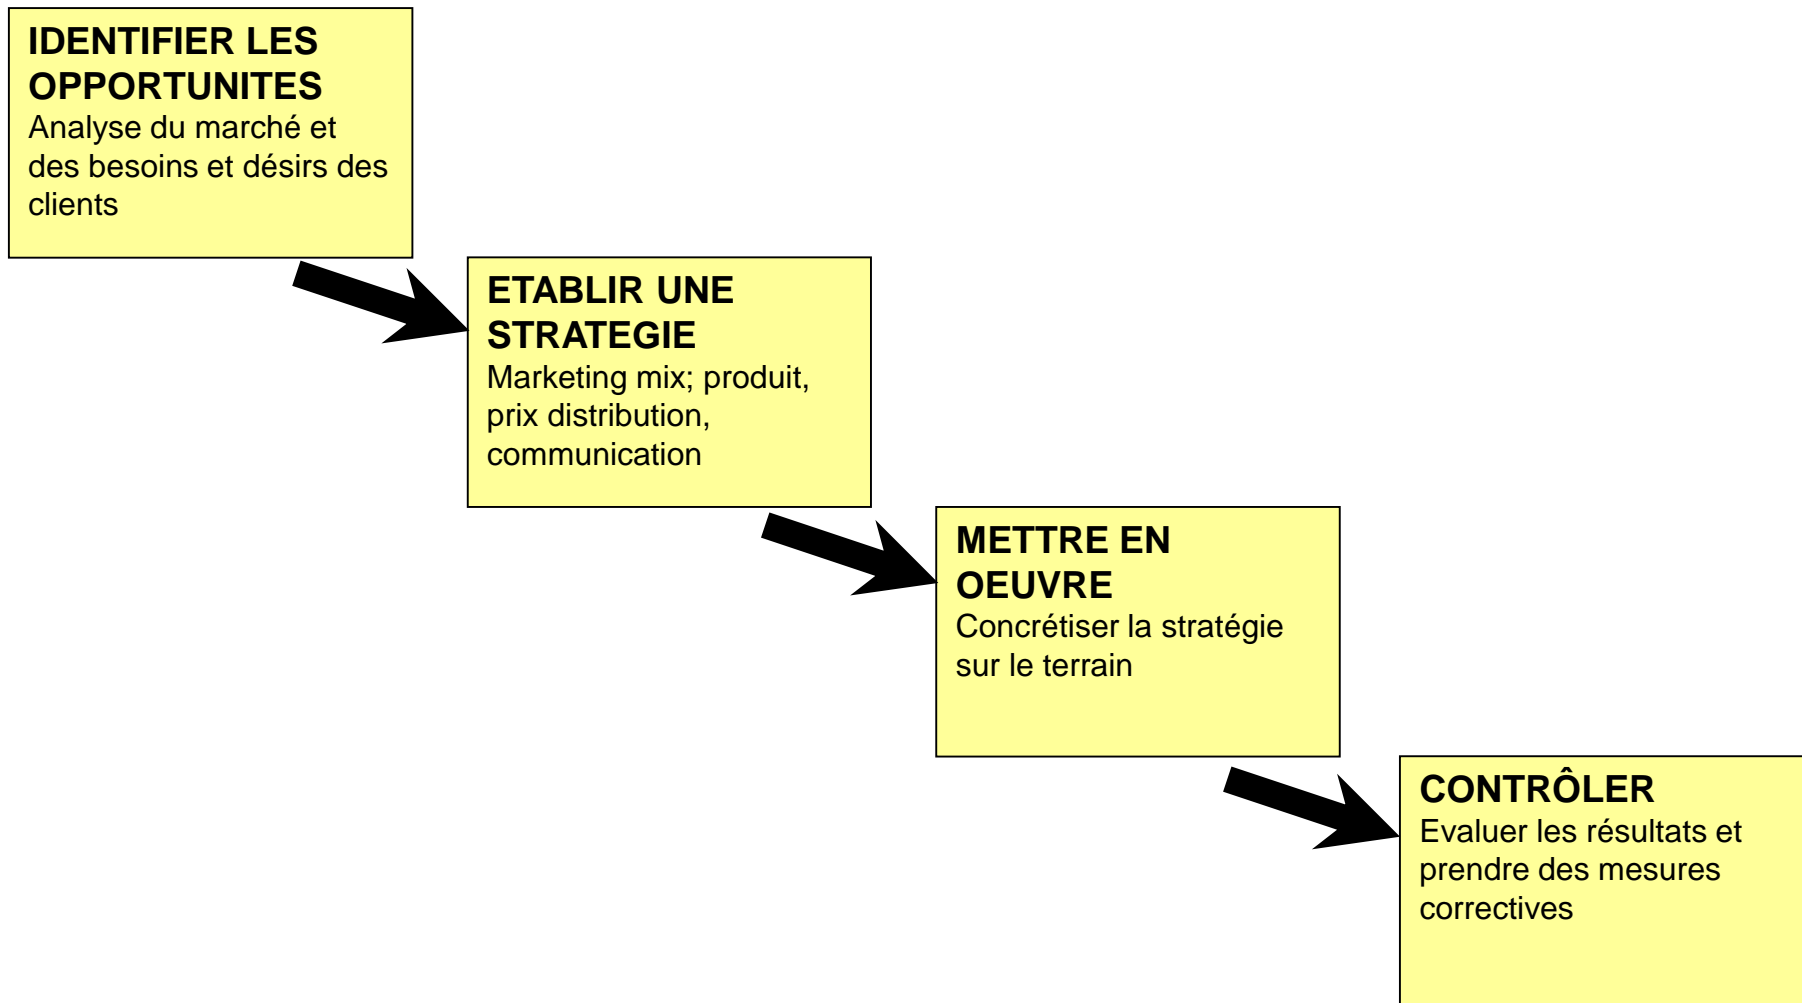 IDENTIFIER LES
OPPORTUNITES
Analyse du marché et
des besoins et désirs des
clients
ETABLIR UNE
STRATEGIE
Marketing mix; produit,
prix distribution,
communication
METTRE EN
OEUVRE
Concrétiser la stratégie
sur le terrain
CONTRÔLER
Evaluer les résultats et
prendre des mesures
correctives